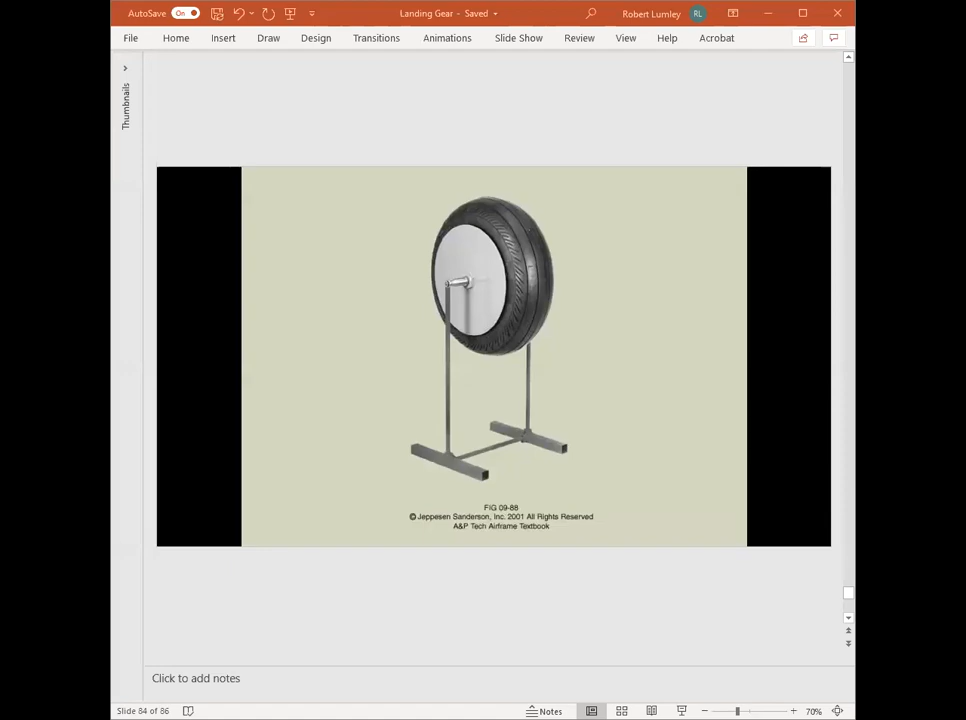 AutoSave On Landing Gear - Saved Robert Lumley RL
File Home Insert Draw Design Transitions Animations Slide Show Review View Help Acrobat
Thumbnails
FIG 09-88
© Jeppesen Sanderson, Inc. 2001 All Rights Reserved
A&P Tech Airframe Textbook
Click to add notes
Slide 84 of 86 Notes 70%